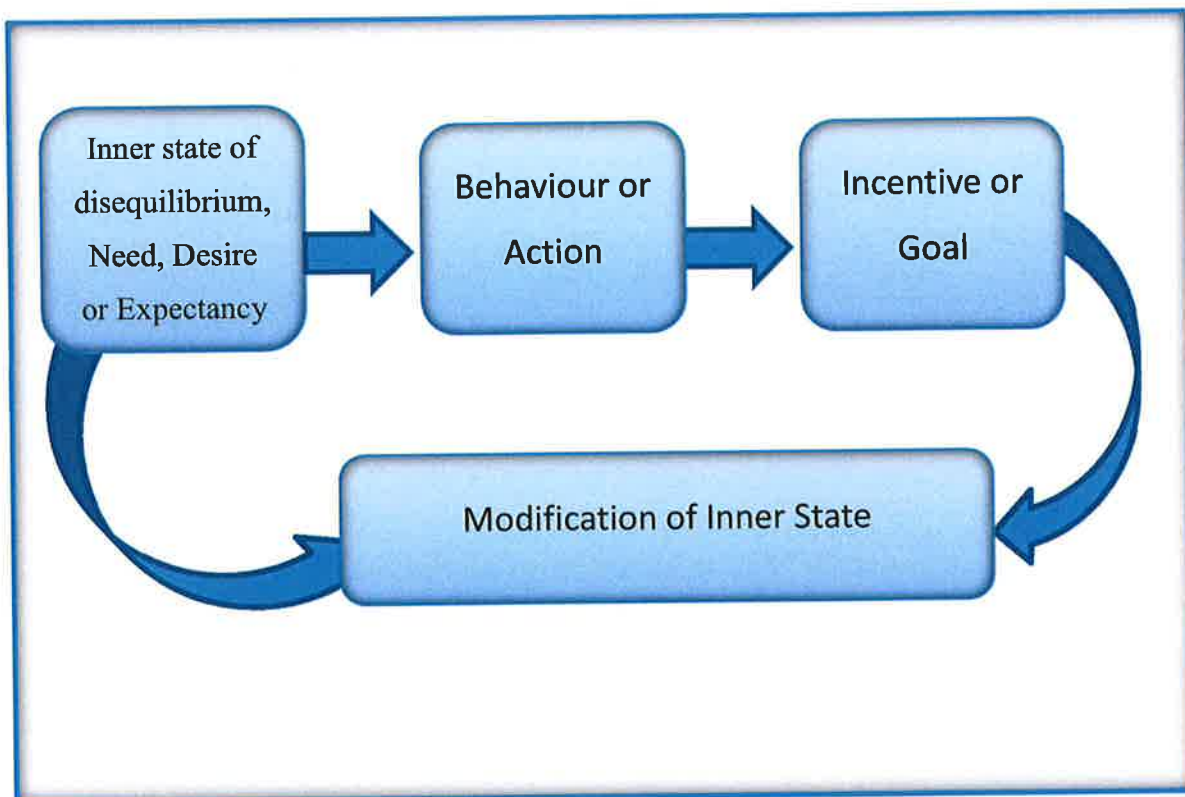 Inner state of
disequilibrium,
Need, Desire
or Expectancy
Behaviour or
Action
Incentive or
Goal
Modification of Inner State